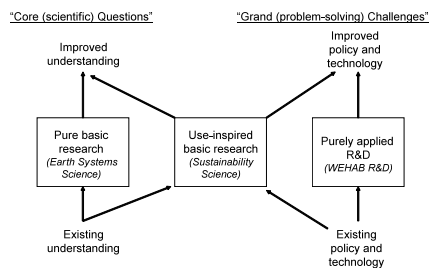 “Core (scientific) Questions”
“Grand (problem-solving) Challenges”
Improved
understanding
Improved
policy and
technology
Pure basic
research
(Earth Systems
Science)
Use-inspired
basic research
(Sustainability
Science)
Purely applied
R&D
(WEHAB R&D)
Existing
understanding
Existing
policy and
technology